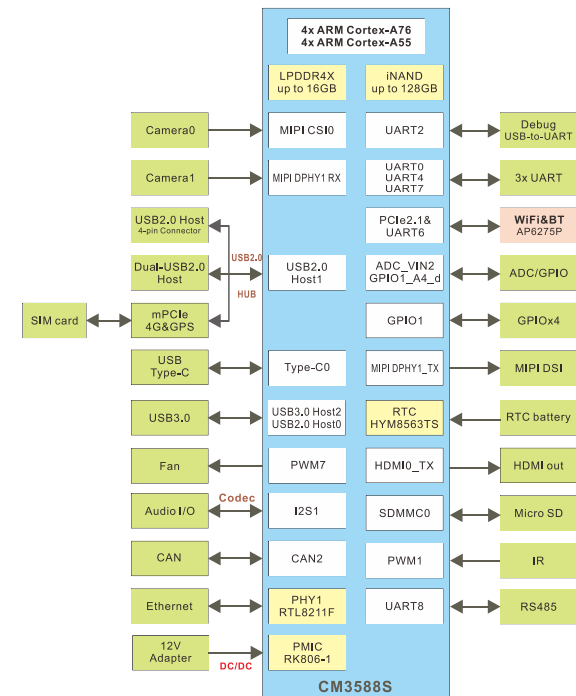 4x ARM Cortex-A76
4x ARM Cortex-A55
LPDDR4X
up to 16GB
iNAND
up to 128GB
Camera0
MIPI CSI0
UART2
Debug
USB-to-UART
Camera1
MIPI DPHY1 RX
UART0
UART4
UART7
3x UART
USB2.0 Host
4-pin Connector
PCIe2.1&
UART6
WiFi&BT
AP6275P
USB2.0
HUB
Dual-USB2.0
Host
USB2.0
Host1
ADC_VIN2
GPIO1_A4_d
ADC/GPIO
SIM card
mPCIe
4G&GPS
GPIO1
GPIOx4
USB
Type-C
Type-C0
MIPI DPHY1_TX
MIPI DSI
USB3.0
USB3.0 Host2
USB2.0 Host0
RTC
HYM8563TS
RTC battery
Fan
PWM7
HDMI0_TX
HDMI out
Audio I/O
Codec
I2S1
SDMMC0
Micro SD
CAN
CAN2
PWM1
IR
Ethernet
PHY1
RTL8211F
UART8
RS485
12V
Adapter
DC/DC
PMIC
RK806-1
CM3588S